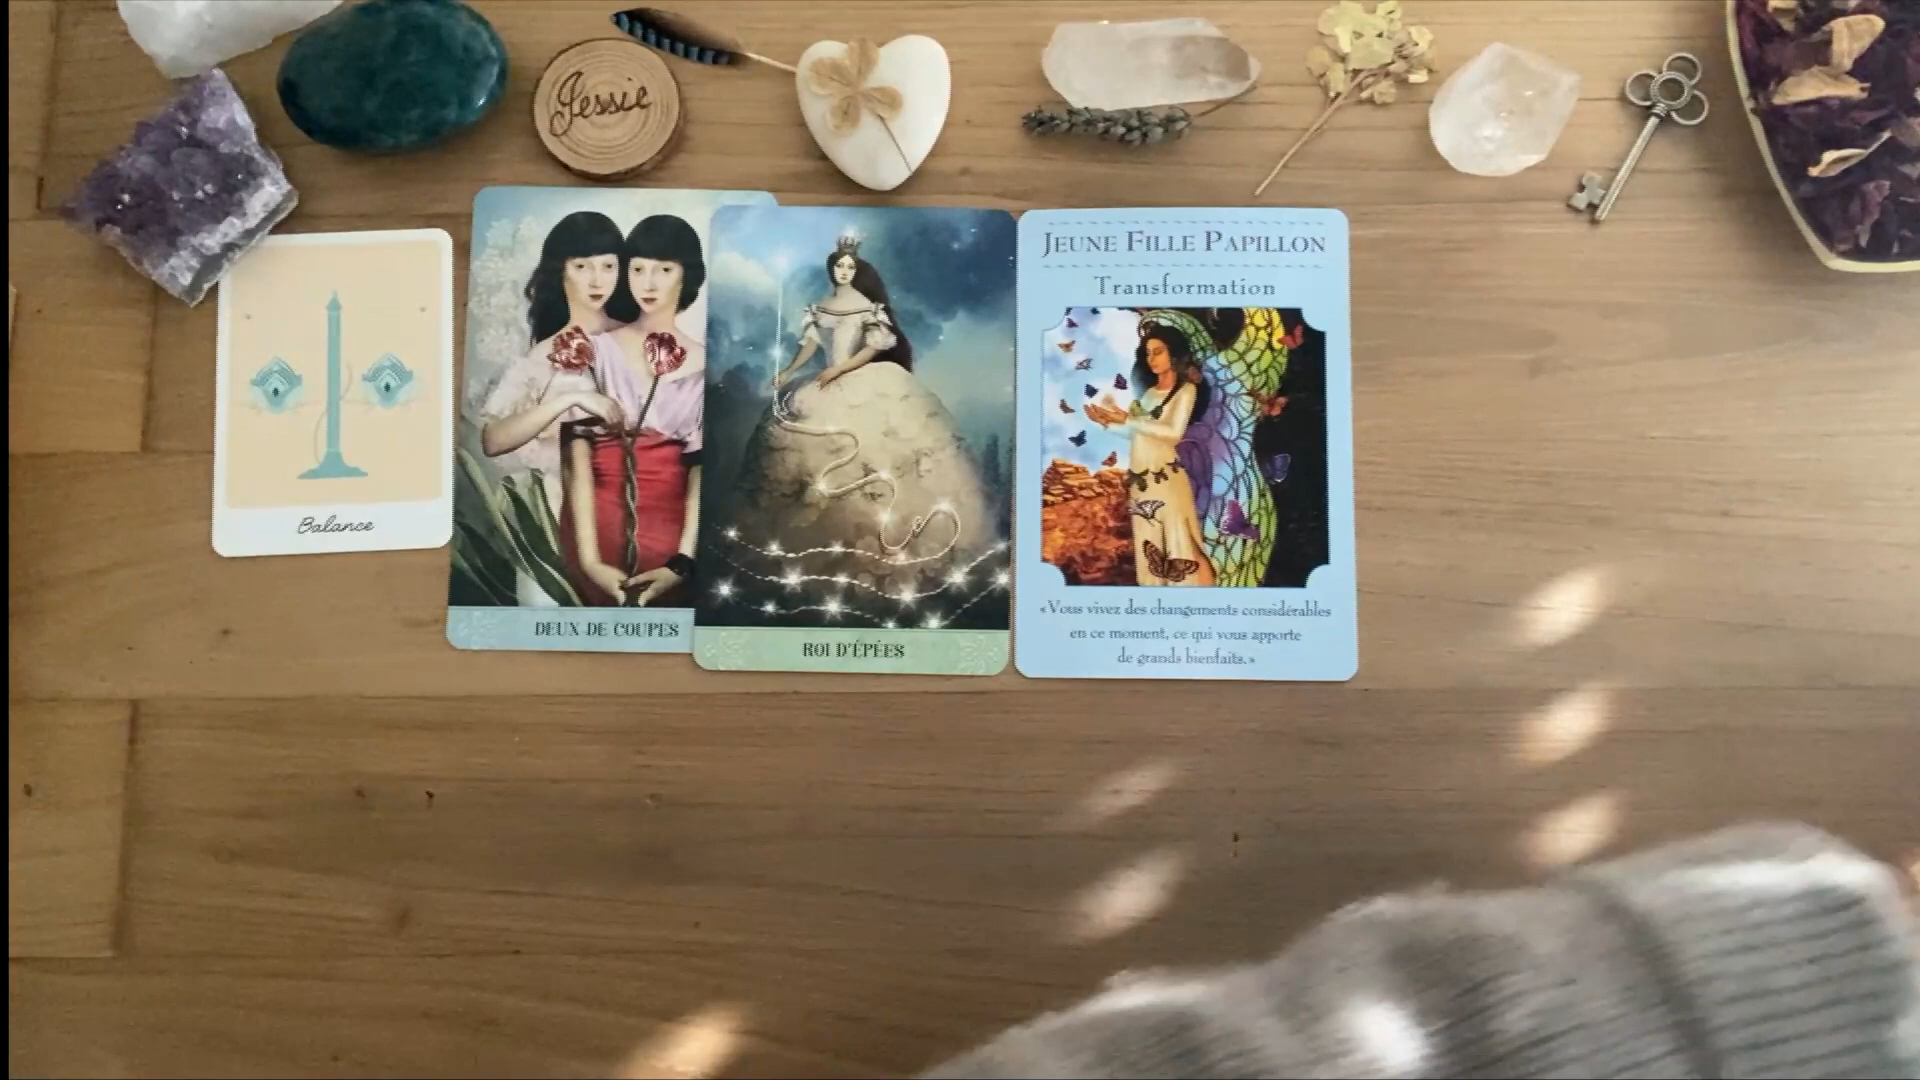 Jessie
Balance
DEUX DE COUPES
ROI D'ÉPÉES
JEUNE FILLE PAPILLON
Transformation
«Vous vivez des changements considérables
en ce moment, ce qui vous apporte
de grands bienfaits.»